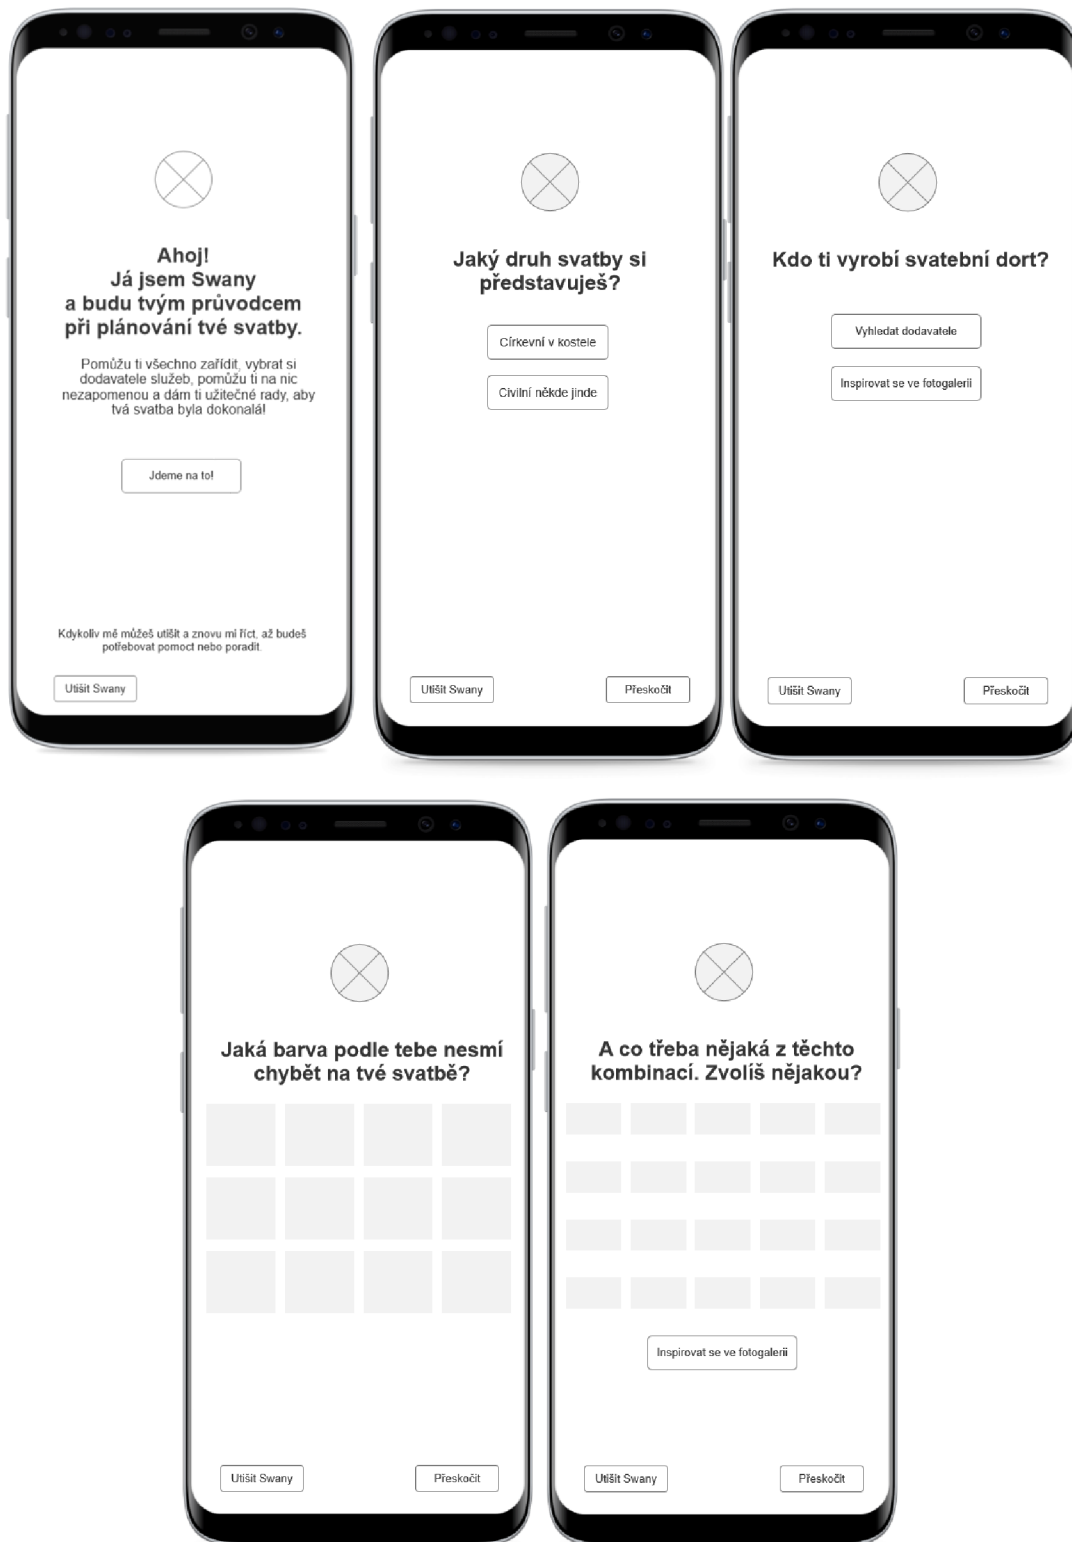 Ahoj!
Já jsem Swany
a budu tvým průvodcem
při plánování tvé svatby.
Pomůžu ti všechno zařídit, vybrat si
dodavatele služeb, pomůžu ti na nic
nezapomenou a dám ti užitečné rady, aby
tvá svatba byla dokonalá!
Jdeme na to!
Kdykoliv mě můžeš utišit a znovu mi říct, až budeš
potřebovat pomoct nebo poradit.
Utišit Swany
Jaký druh svatby si
představuješ?
Církevní v kostele
Civilní někde jinde
Utišit Swany
Přeskočit
Kdo ti vyrobí svatební dort?
Vyhledat dodavatele
Inspirovat se ve fotogalerii
Utišit Swany
Přeskočit
Jaká barva podle tebe nesmí
chybět na tvé svatbě?
Utišit Swany
Přeskočit
A co třeba nějaká z těchto
kombinací. Zvolíš nějakou?
Inspirovat se ve fotogalerii
Utišit Swany
Přeskočit